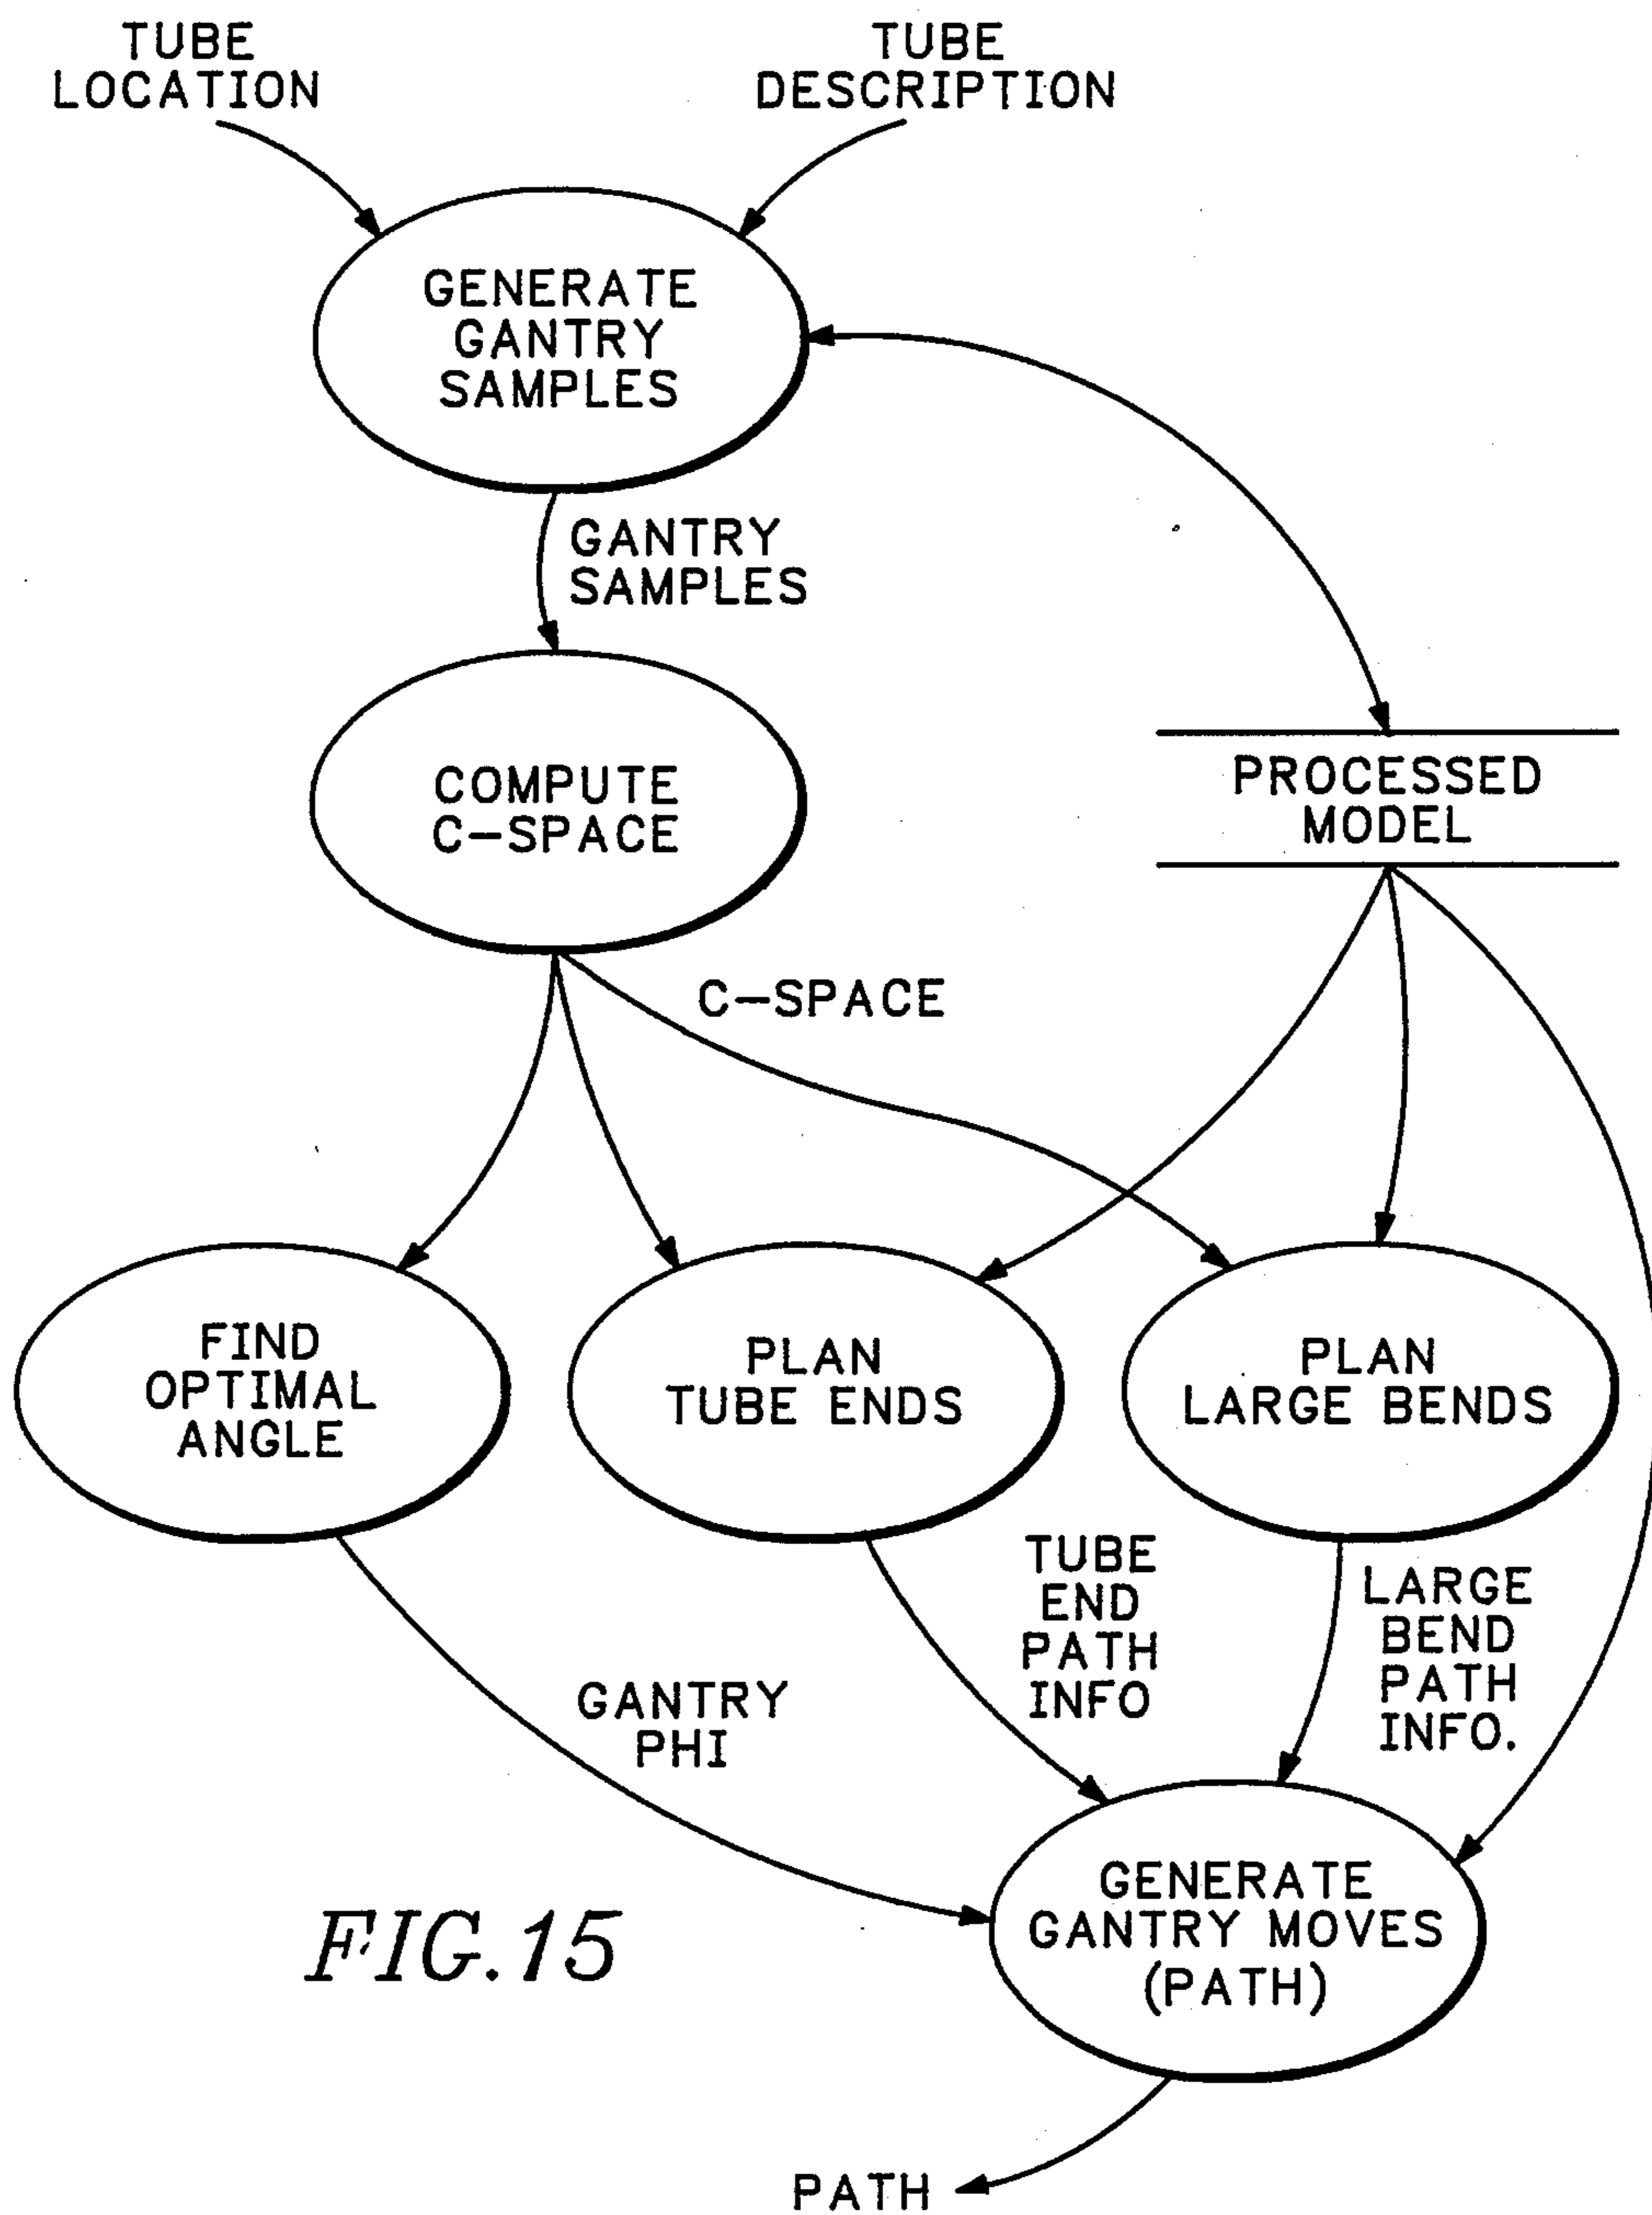 TUBE
LOCATION
TUBE
DESCRIPTION
GENERATE
GANTRY
SAMPLES
GANTRY
SAMPLES
COMPUTE
C-SPACE
PROCESSED
MODEL
C-SPACE
FIND
OPTIMAL
ANGLE
PLAN
TUBE ENDS
PLAN
LARGE BENDS
TUBE
END
PATH
INFO
LARGE
BEND
PATH
INFO.
GANTRY
PHI
GENERATE
GANTRY MOVES
(PATH)
FIG.15
PATH